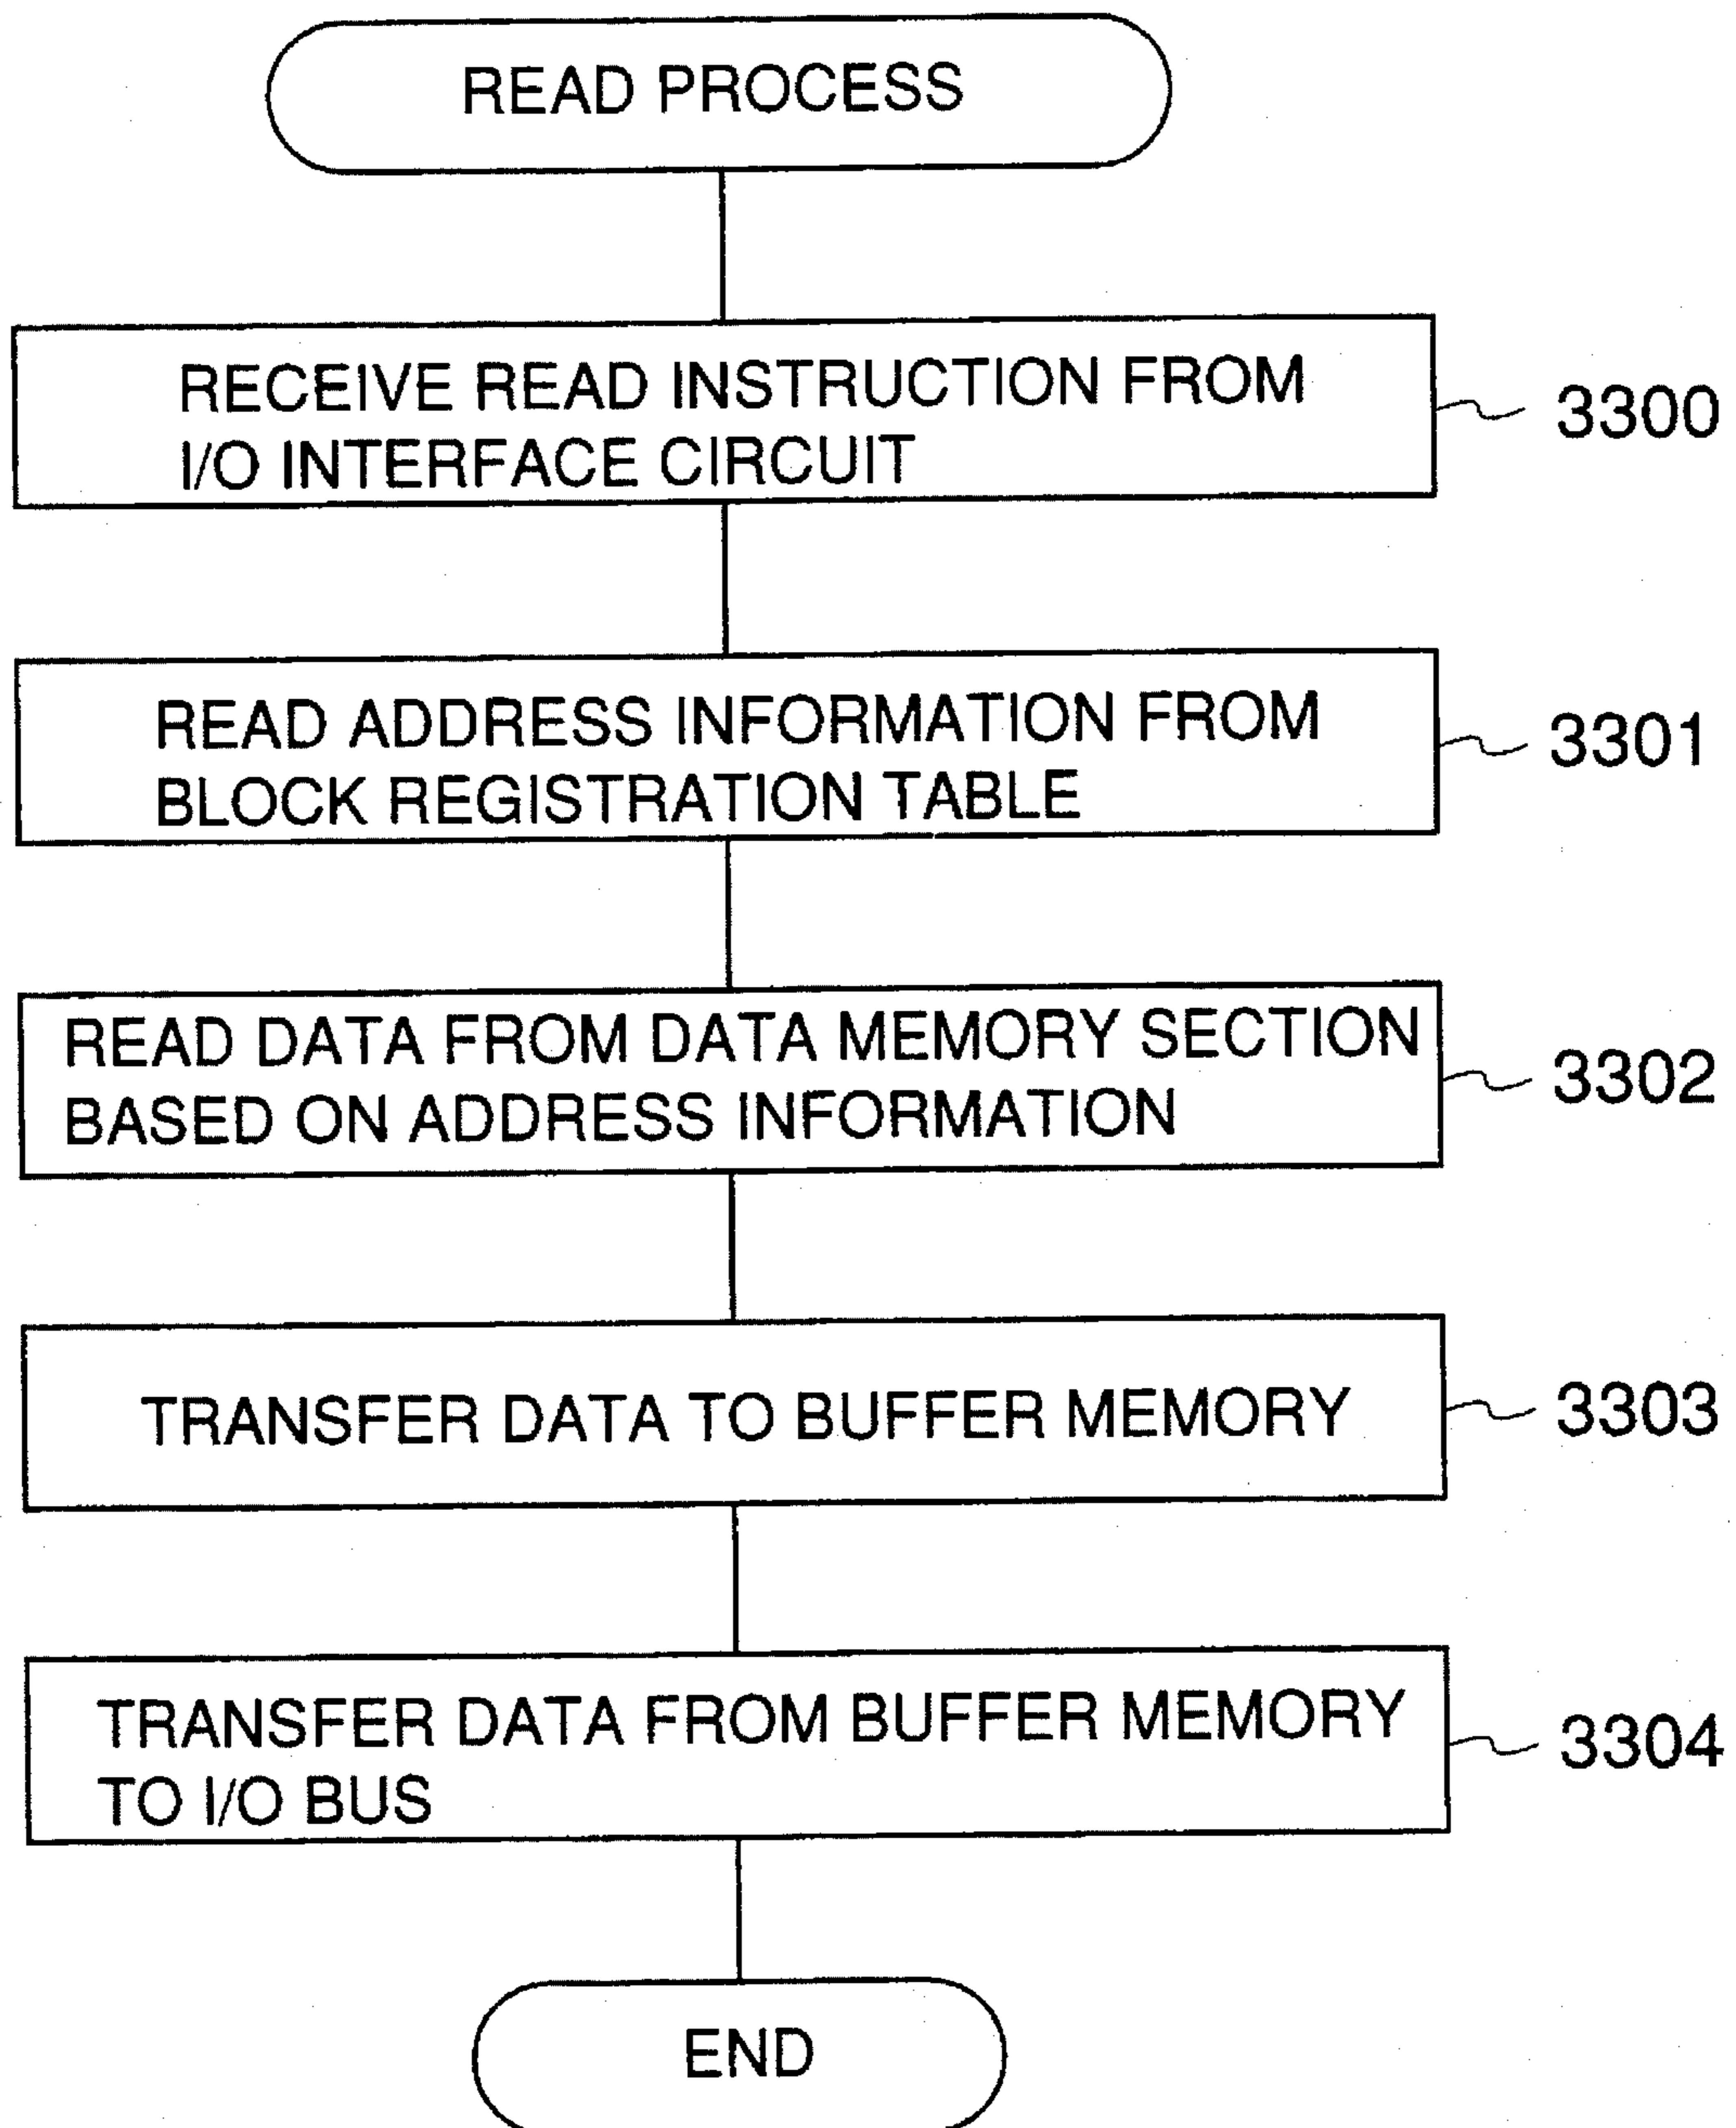 READ PROCESS
RECEIVE READ INSTRUCTION FROM
I/O INTERFACE CIRCUIT
3300
READ ADDRESS INFORMATION FROM
BLOCK REGISTRATION TABLE
3301
READ DATA FROM DATA MEMORY SECTION
BASED ON ADDRESS INFORMATION
3302
TRANSFER DATA TO BUFFER MEMORY
3303
TRANSFER DATA FROM BUFFER MEMORY
TO I/O BUS
3304
END